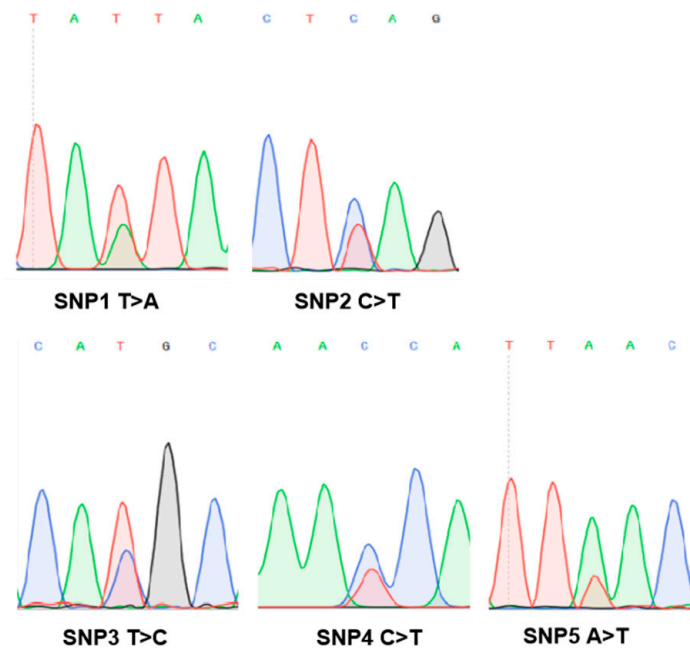 T A T T A C T C A G
SNP1 T>A SNP2 C>T
C A T G C A A C C A T T A A C
SNP3 T>C SNP4 C>T SNP5 A>T